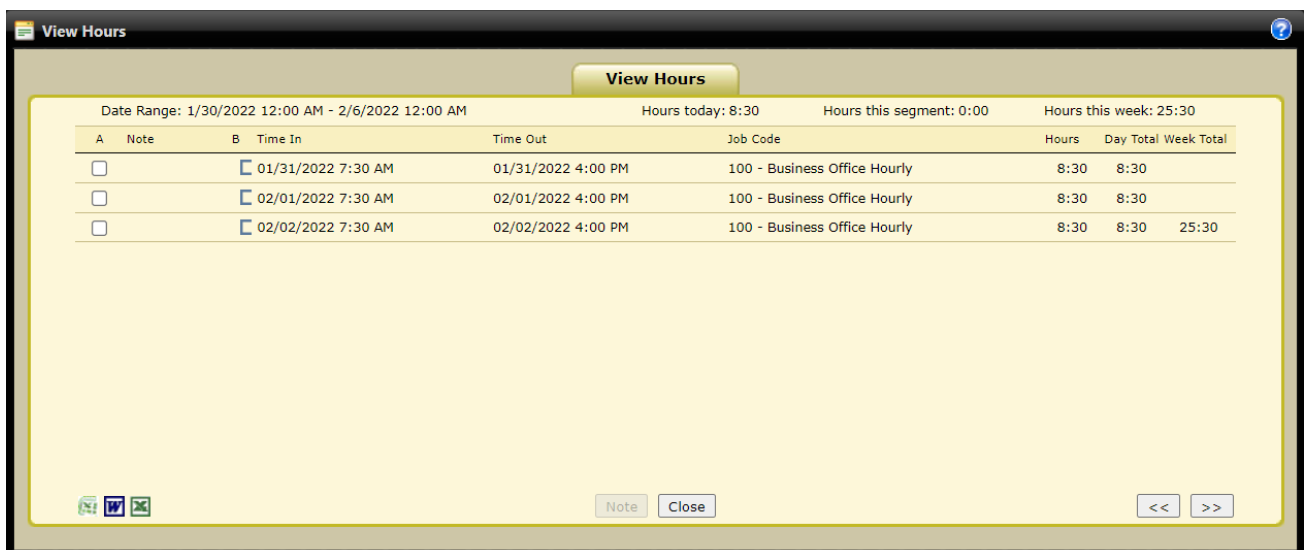 View Hours
View Hours
Date Range: 1/30/2022 12:00 AM - 2/6/2022 12:00 AM Hours today: 8:30 Hours this segment: 0:00 Hours this week: 25:30
A Note B Time In Time Out Job Code Hours Day Total Week Total
01/31/2022 7:30 AM 01/31/2022 4:00 PM 100 - Business Office Hourly 8:30 8:30
02/01/2022 7:30 AM 02/01/2022 4:00 PM 100 - Business Office Hourly 8:30 8:30
02/02/2022 7:30 AM 02/02/2022 4:00 PM 100 - Business Office Hourly 8:30 8:30 25:30
Note Close << >>